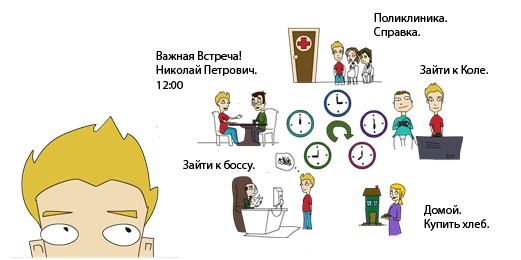 Поликлиника.
Справка.
Важная Встреча!
Николай Петрович.
12:00
Зайти к Коле.
Зайти к боссу.
Домой.
Купить хлеб.